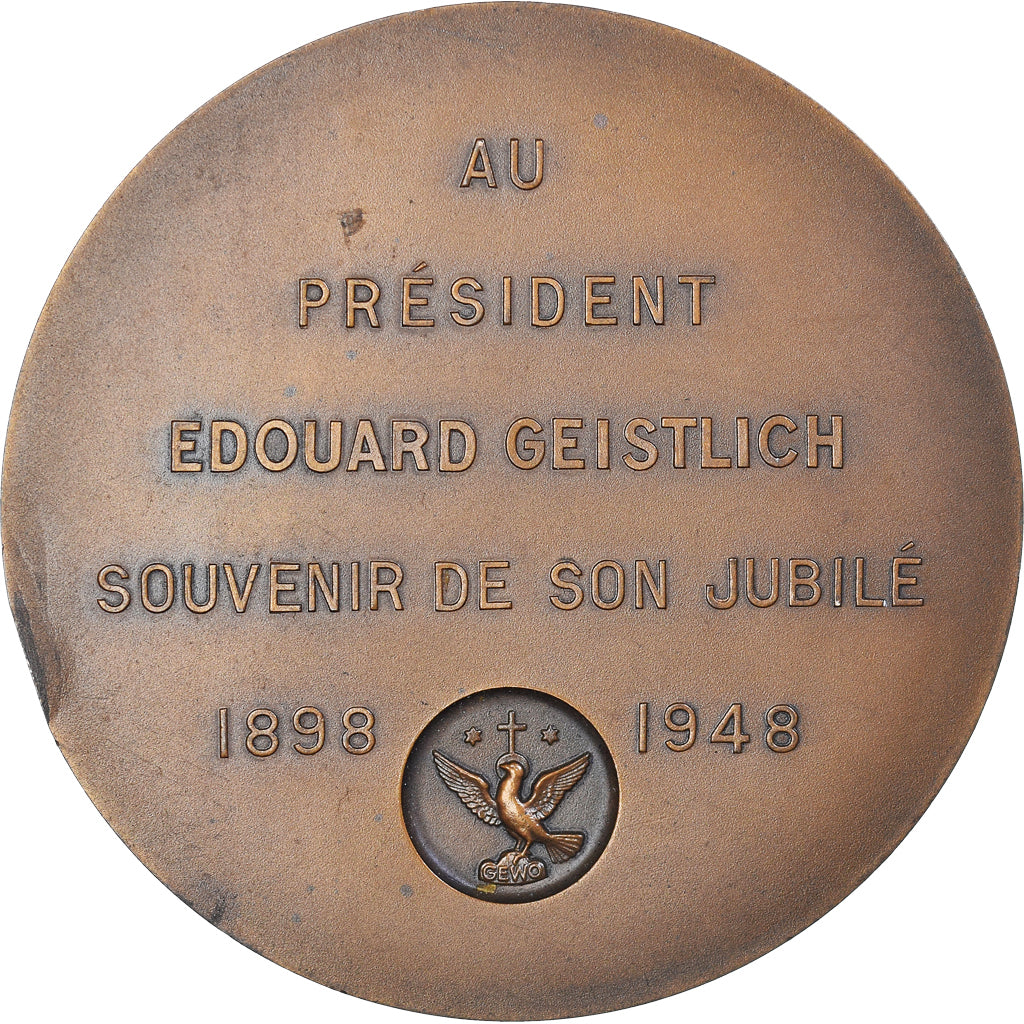 AU
PRÉSIDENT
EDOUARD GEISTLICH
SOUVENIR DE SON JUBILÉ
1898 1948
GEWO